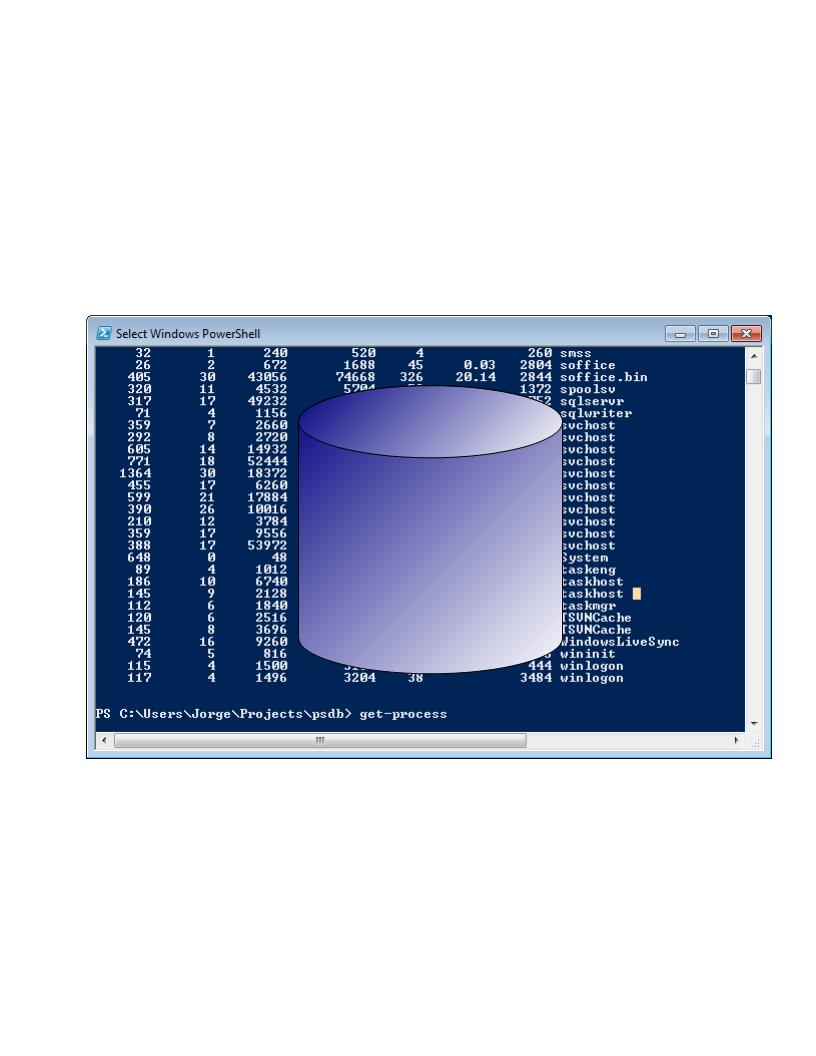 Select Windows PowerShell
32 1 240 520 4 260 smss
26 2 672 1688 45 0.03 2804 soffice
405 30 43056 74668 326 20.14 2844 soffice.bin
320 11 4532 5704 1372 spoolsv
317 17 49232 sqlservr
71 4 1156 sqlwriter
359 7 2660 svchost
292 8 2720 svchost
605 14 14932 svchost
771 18 52444 svchost
1364 30 18372 svchost
455 17 6260 svchost
599 21 17884 svchost
390 26 10016 svchost
210 12 3784 svchost
359 17 9556 svchost
388 17 53972 svchost
648 0 48 System
89 4 1012 taskeng
186 10 6740 taskhost
145 9 2128 taskhost
112 6 1840 taskmgr
120 6 2516 TSVNCache
145 8 3696 TSVNCache
472 16 9260 WindowsLiveSync
74 5 816 wininit
115 4 1500 444 winlogon
117 4 1496 3204 38 3484 winlogon
PS C:\Users\Jorge\Projects\psdb> get-process